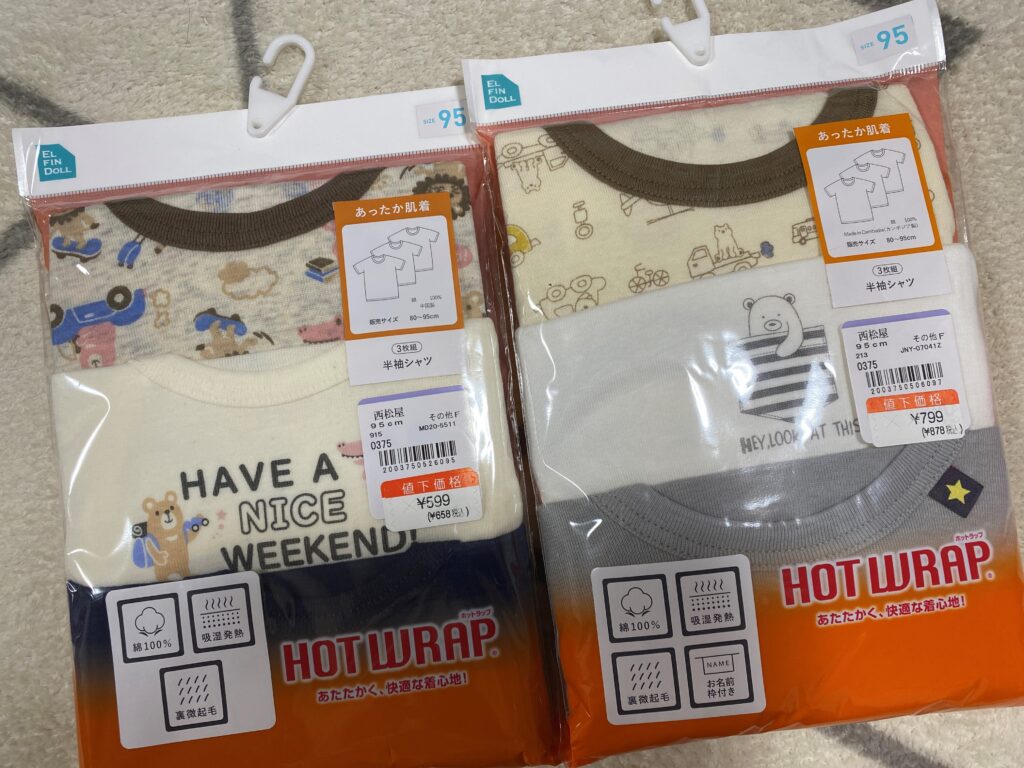 EL
FIN
DOLL
SIZE 95
あったか肌着
綿 100%
中国製
販売サイズ 80〜95cm
3枚組
半袖シャツ
西松屋 その他F
95cm MD20-5511
915
0375
2003750526095
値下価格
¥599
(¥658税込)
HAVE A
NICE
WEEKEND!
綿100%
吸湿発熱
裏微起毛
ホットラップ
HOT WRAP®
あたたかく、快適な着心地!
EL
FIN
DOLL
SIZE 95
あったか肌着
綿 100%
Made in Cambodia(カンボジア製)
販売サイズ 80〜95cm
3枚組
半袖シャツ
西松屋 その他F
95cm JNY-07041Z
213
0375
2003750506097
値下価格
¥799
(¥878税込)
HEY, LOOK AT THIS
綿100%
吸湿発熱
裏微起毛
NAME
お名前
枠付き
ホットラップ
HOT WRAP®
あたたかく、快適な着心地!